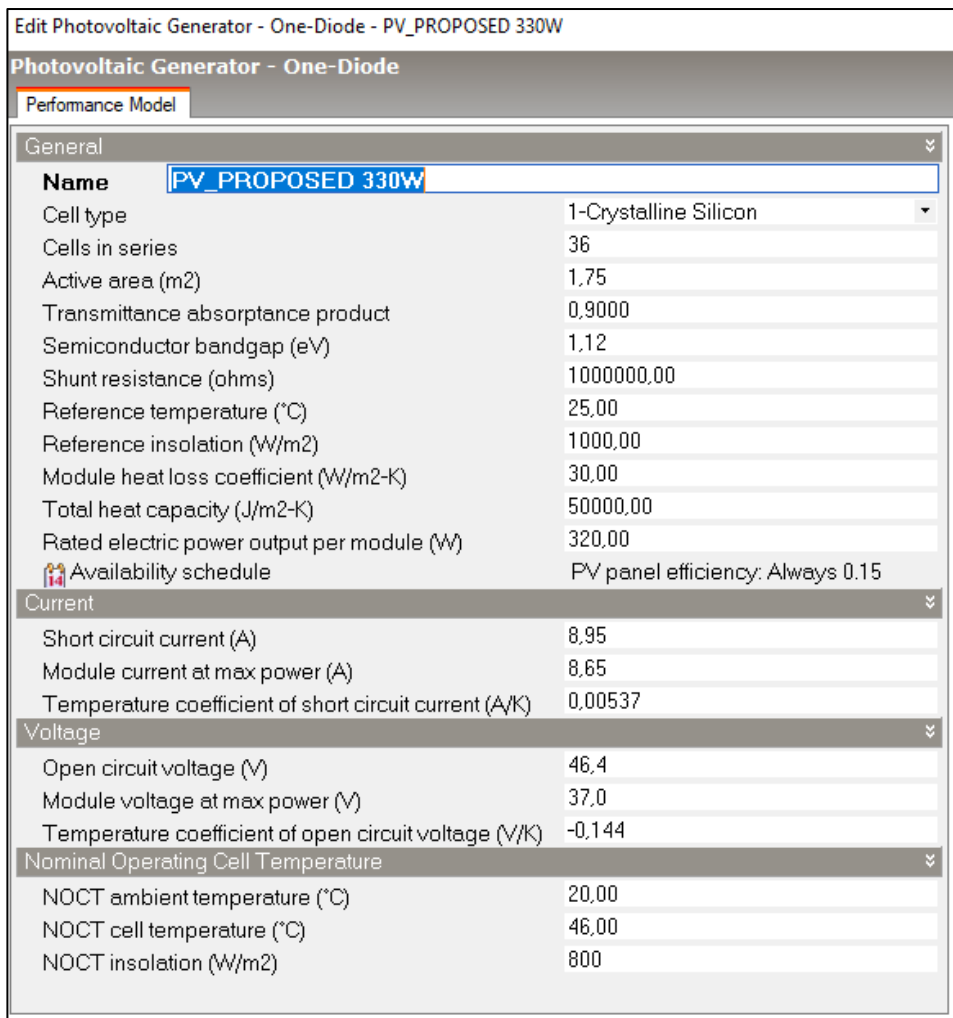 Edit Photovoltaic Generator - One-Diode - PV_PROPOSED 330W
Photovoltaic Generator - One-Diode
Performance Model
General
Name PV_PROPOSED 330W
Cell type 1-Crystalline Silicon
Cells in series 36
Active area (m2) 1,75
Transmittance absorptance product 0,9000
Semiconductor bandgap (eV) 1,12
Shunt resistance (ohms) 1000000,00
Reference temperature (°C) 25,00
Reference insolation (W/m2) 1000,00
Module heat loss coefficient (W/m2-K) 30,00
Total heat capacity (J/m2-K) 50000,00
Rated electric power output per module (W) 320,00
14 Availability schedule PV panel efficiency: Always 0.15
Current
Short circuit current (A) 8,95
Module current at max power (A) 8,65
Temperature coefficient of short circuit current (A/K) 0,00537
Voltage
Open circuit voltage (V) 46,4
Module voltage at max power (V) 37,0
Temperature coefficient of open circuit voltage (V/K) -0,144
Nominal Operating Cell Temperature
NOCT ambient temperature (°C) 20,00
NOCT cell temperature (°C) 46,00
NOCT insolation (W/m2) 800